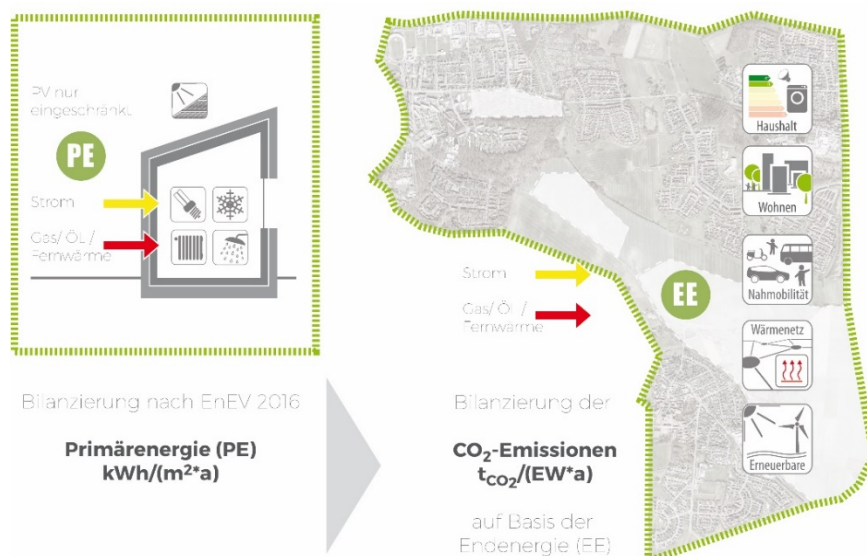 PV nur
eingeschränkt
PE
Strom
Gas/ ÖL /
Fernwärme
Bilanzierung nach EnEV 2016
Primärenergie (PE)
kWh/(m²*a)
Haushalt
Wohnen
Nahmobilität
Wärmenetz
Erneuerbare
EE
Strom
Gas/ ÖL /
Fernwärme
Bilanzierung der
CO₂-Emissionen
t_CO₂/(EW*a)
auf Basis der
Endenergie (EE)